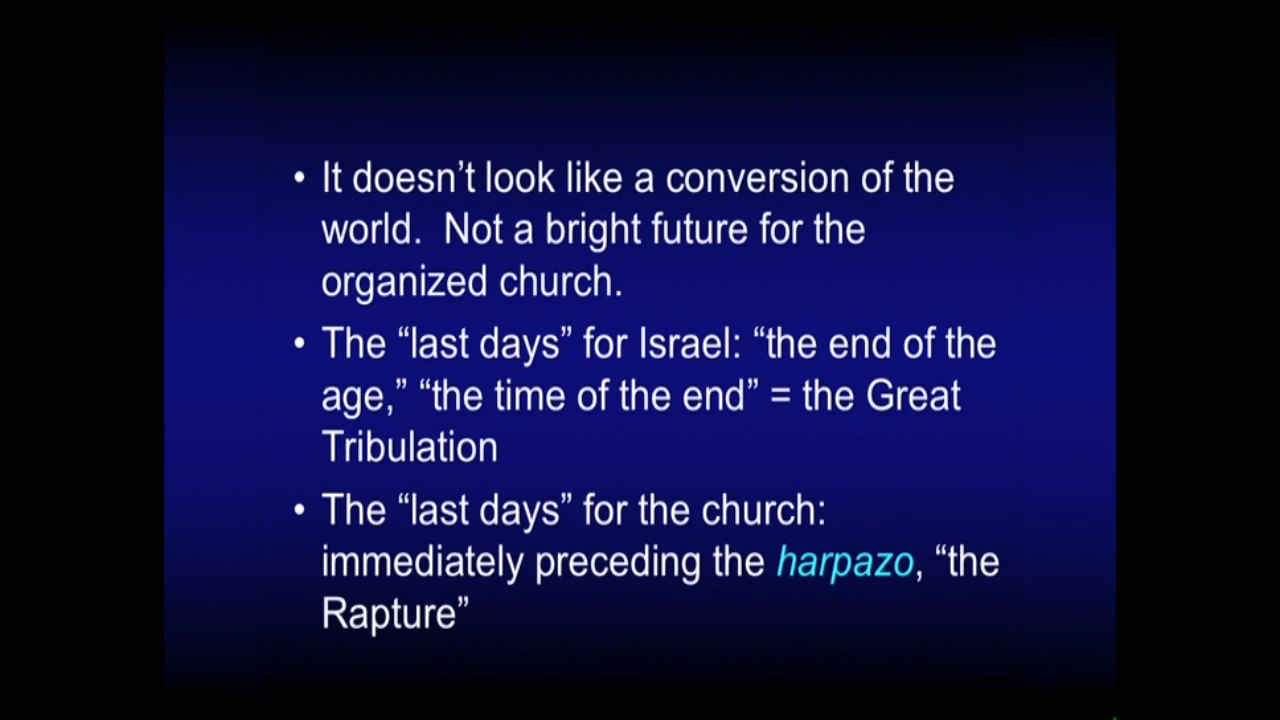 • It doesn’t look like a conversion of the
world.  Not a bright future for the
organized church.
• The “last days” for Israel: “the end of the
age,” “the time of the end” = the Great
Tribulation
• The “last days” for the church:
immediately preceding the harpazo, “the
Rapture”